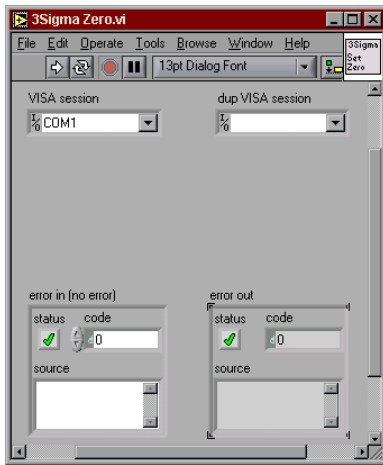 3Sigma Zero.vi
File Edit Operate Tools Browse Window Help
3Sigma
Set
Zero
13pt Dialog Font
VISA session
dup VISA session
I/O COM1
I/O
error in (no error)
error out
status code
status code
0
0
source
source